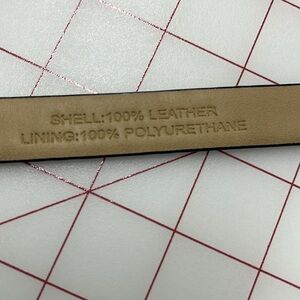 SHELL:100% LEATHER
LINING:100% POLYURETHANE